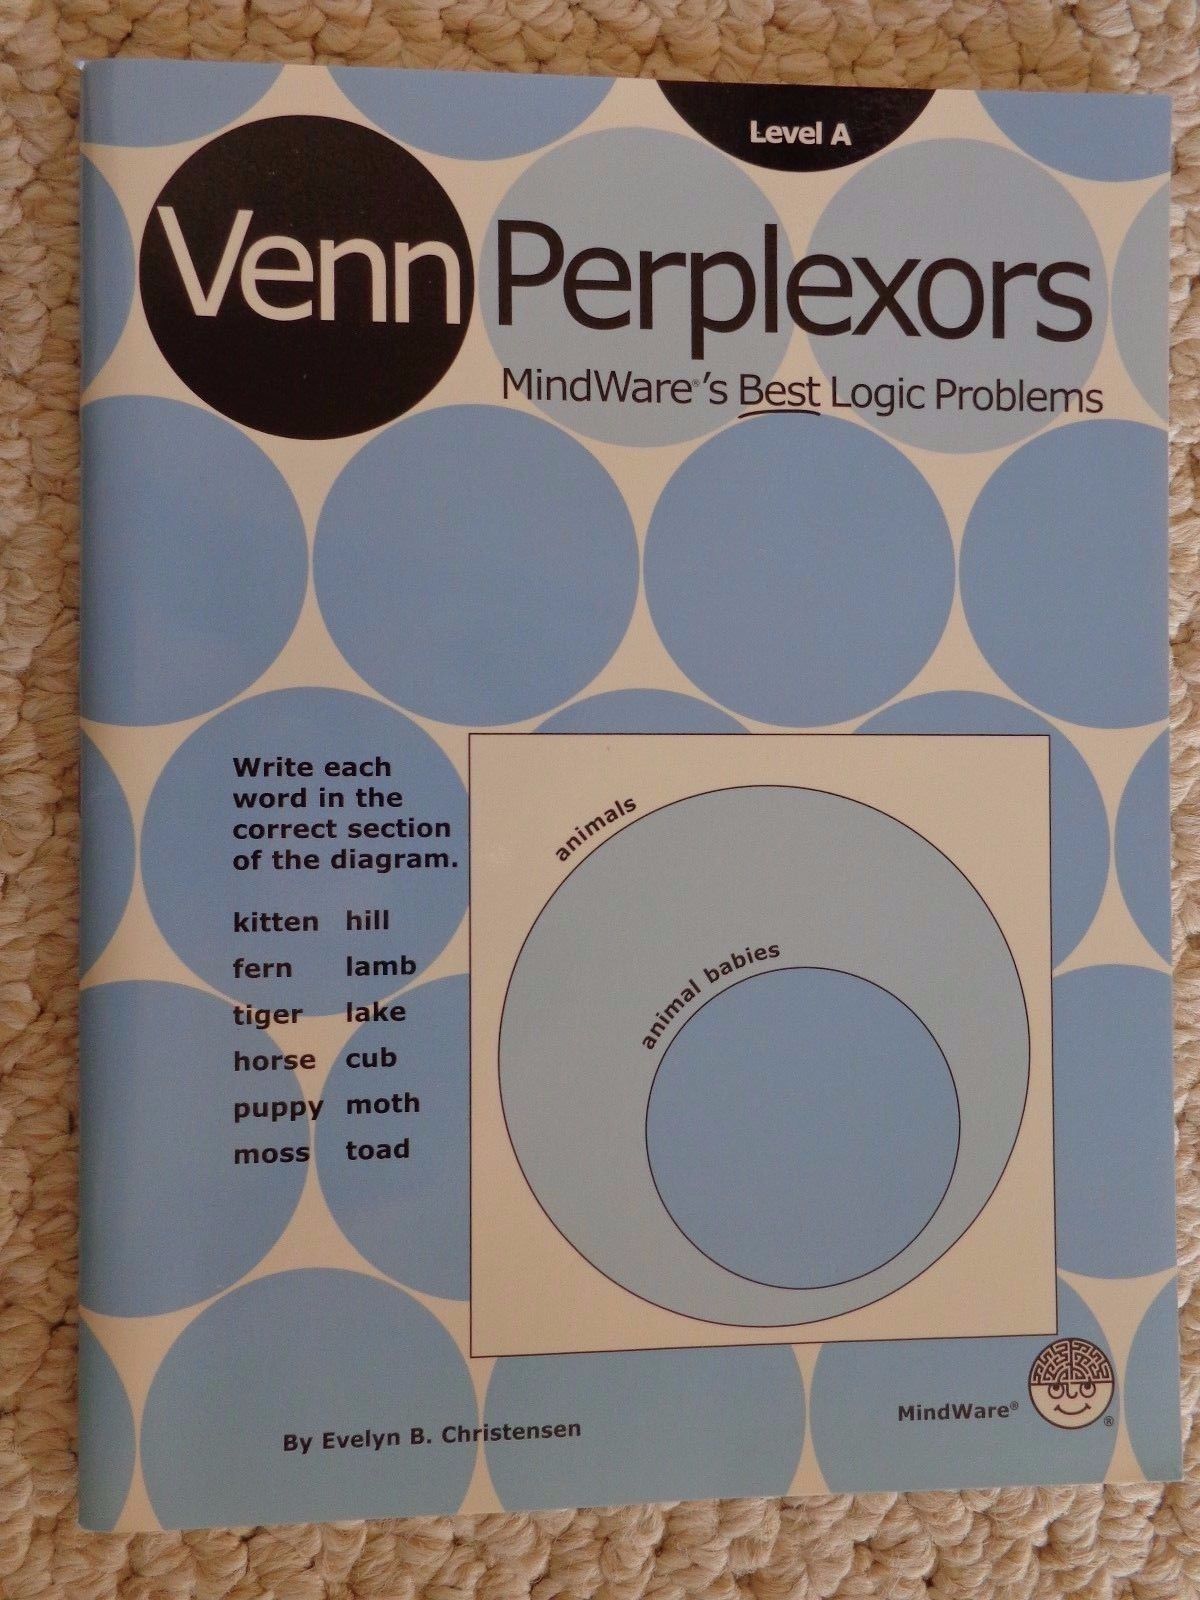 Level A
Venn Perplexors
MindWare®'s Best Logic Problems
Write each
word in the
correct section
of the diagram.
kitten hill
fern lamb
tiger lake
horse cub
puppy moth
moss toad
animals
animal babies
By Evelyn B. Christensen
MindWare®
®